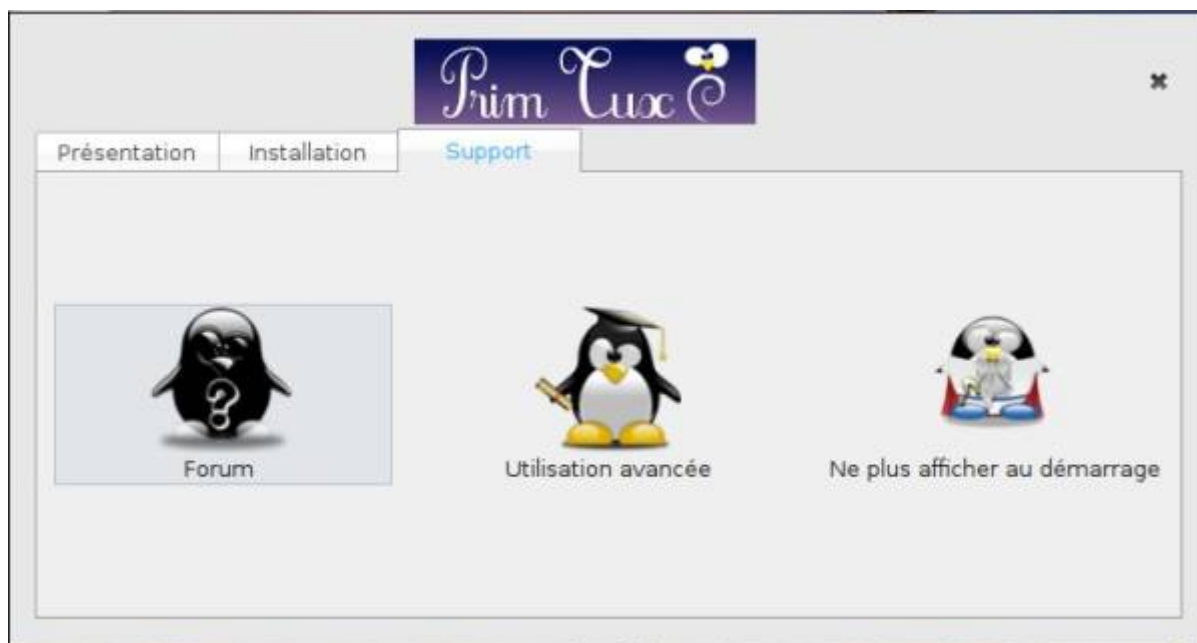 Prim Tux
Présentation
Installation
Support
?
Forum
Utilisation avancée
Ne plus afficher au démarrage